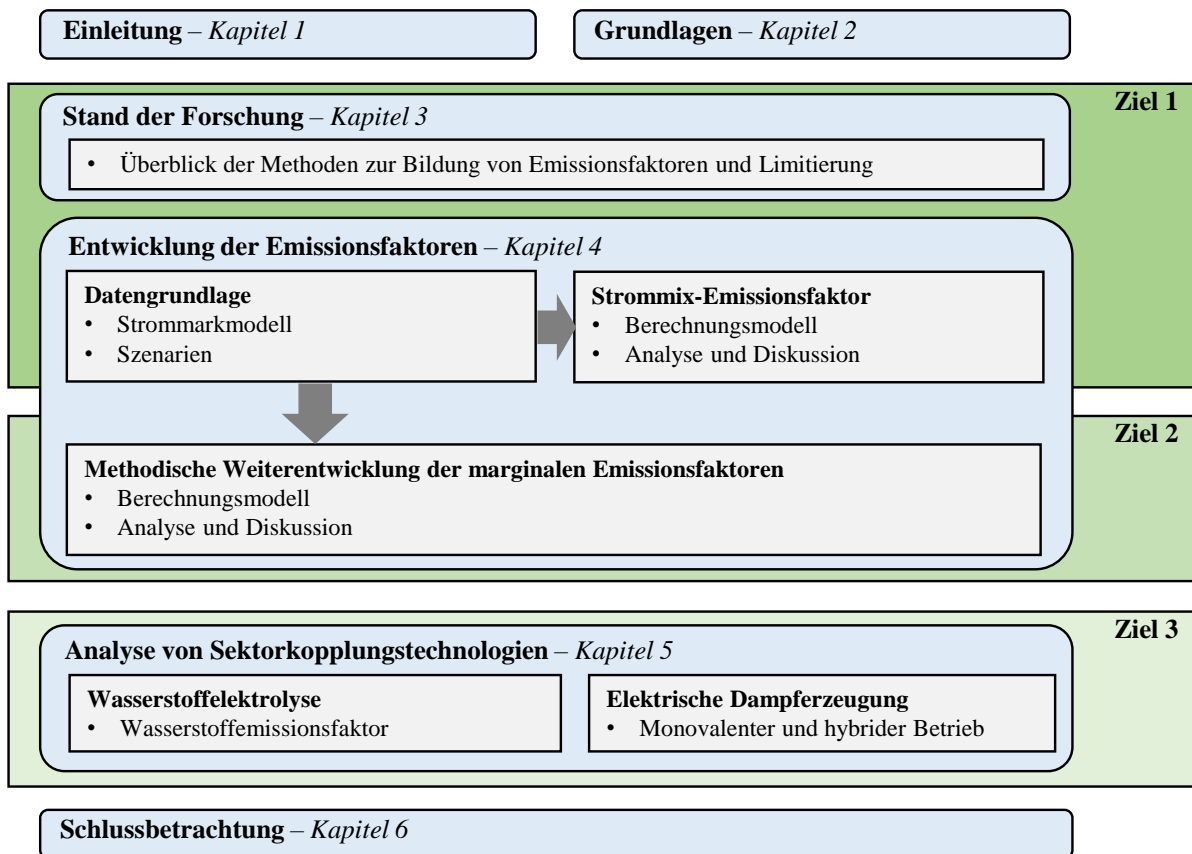 Einleitung – Kapitel 1
Grundlagen – Kapitel 2
Ziel 1
Stand der Forschung – Kapitel 3
• Überblick der Methoden zur Bildung von Emissionsfaktoren und Limitierung
Entwicklung der Emissionsfaktoren – Kapitel 4
Datengrundlage
• Strommarkmodell
• Szenarien
Strommix-Emissionsfaktor
• Berechnungsmodell
• Analyse und Diskussion
Ziel 2
Methodische Weiterentwicklung der marginalen Emissionsfaktoren
• Berechnungsmodell
• Analyse und Diskussion
Ziel 3
Analyse von Sektorkopplungstechnologien – Kapitel 5
Wasserstoffelektrolyse
• Wasserstoffemissionsfaktor
Elektrische Dampferzeugung
• Monovalenter und hybrider Betrieb
Schlussbetrachtung – Kapitel 6